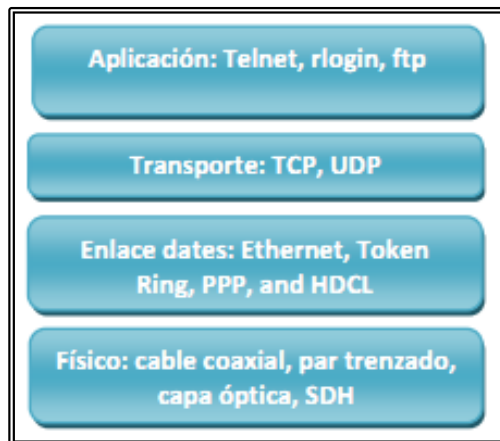 Aplicación: Telnet, rlogin, ftp
Transporte: TCP, UDP
Enlace dates: Ethernet, Token
Ring, PPP, and HDCL
Físico: cable coaxial, par trenzado,
capa óptica, SDH